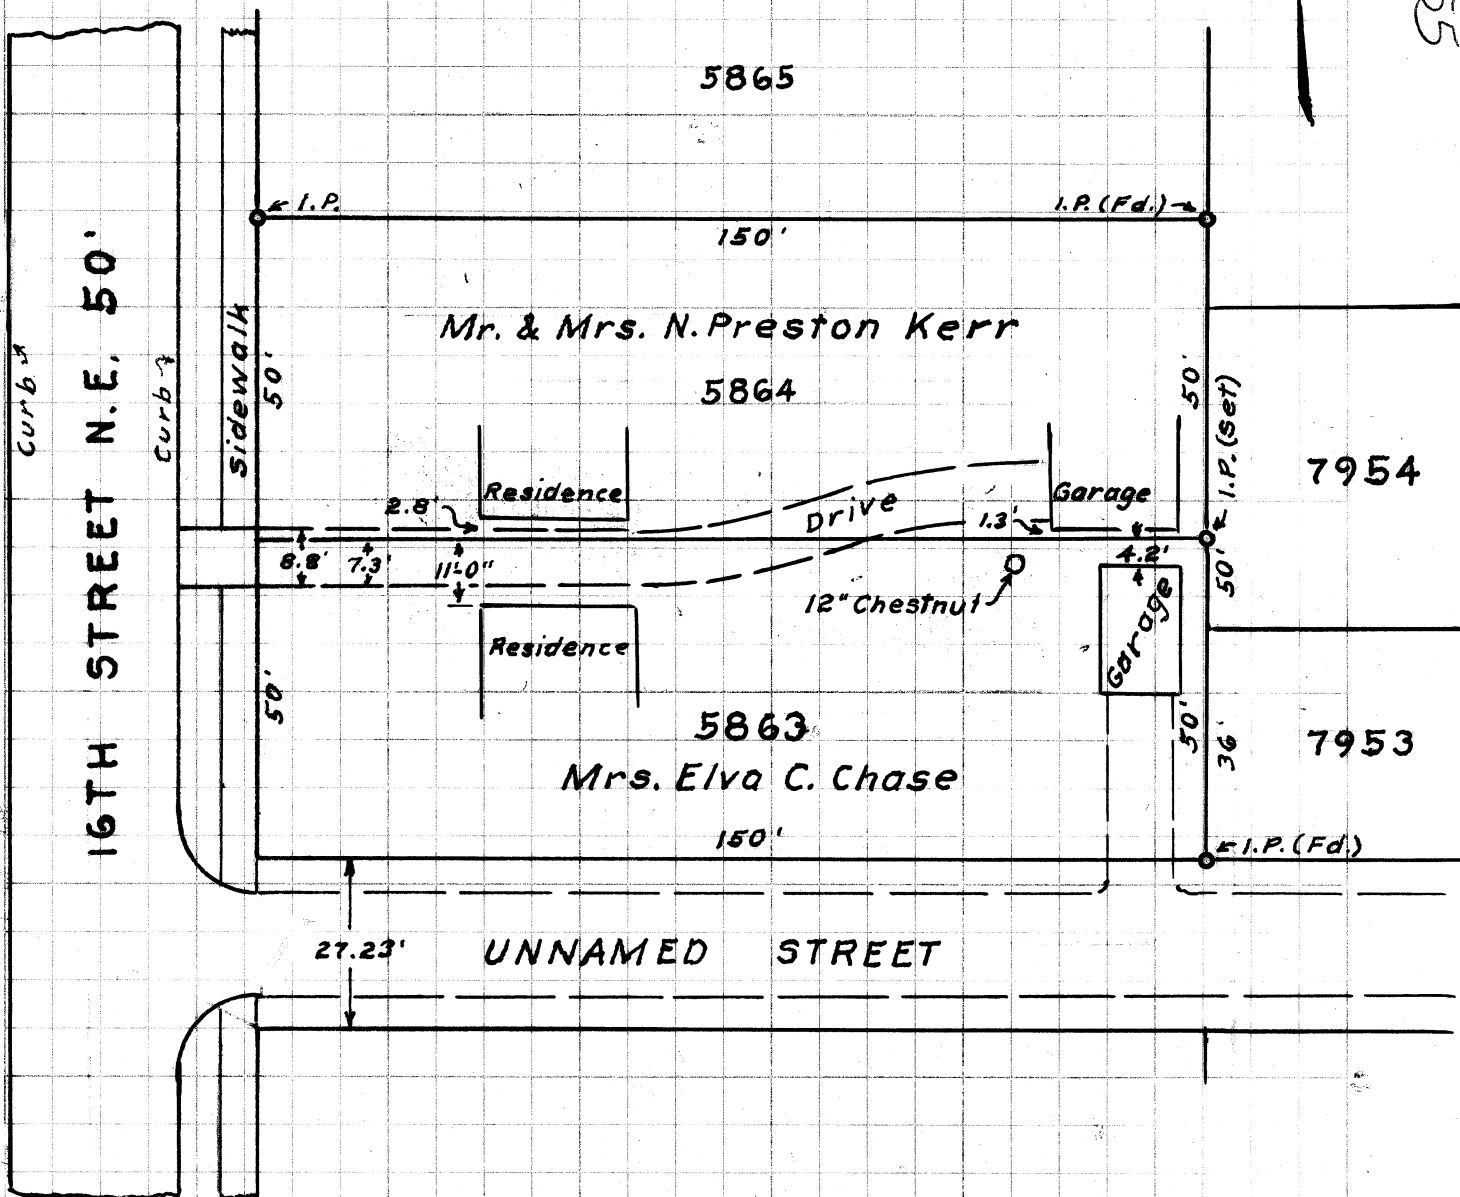 55
5865
I.P.
I.P. (Fd.)
150'
16TH STREET N.E. 50'
Curb
Curb
Sidewalk
50'
Mr. & Mrs. N. Preston Kerr
5864
50'
I.P. (set)
7954
Residence
2.8'
Drive
Garage
1.3'
8.8'
7.3'
11'-0"
4.2'
50'
12" Chestnut
Garage
Residence
50'
5863
Mrs. Elva C. Chase
50'
36'
7953
150'
I.P. (Fd.)
27.23'
UNNAMED STREET